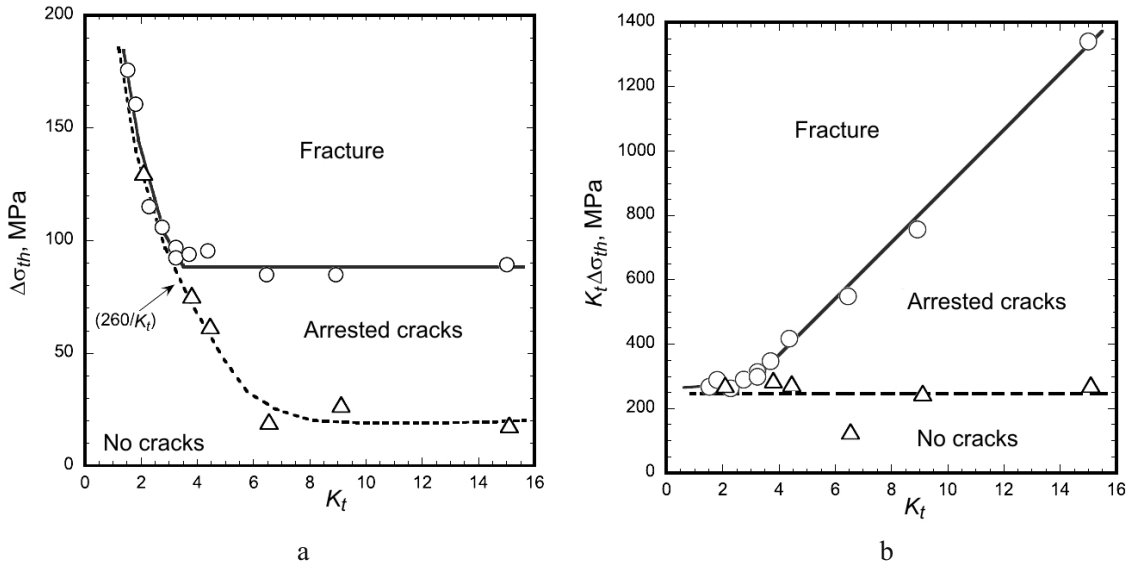 200
150
100
50
0
Δσth, MPa
Fracture
(260/Kt)
Arrested cracks
No cracks
0 2 4 6 8 10 12 14 16
Kt
a
1400
1200
1000
800
600
400
200
0
KtΔσth, MPa
Fracture
Arrested cracks
No cracks
0 2 4 6 8 10 12 14 16
Kt
b